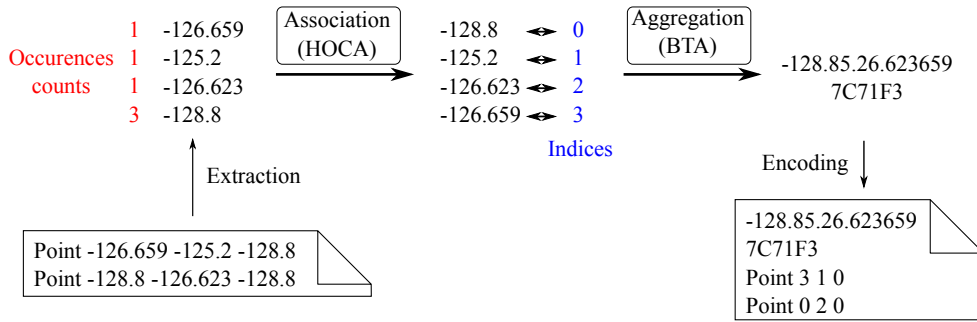 1 -126.659
Occurences 1 -125.2
counts 1 -126.623
3 -128.8
Association
(HOCA)
-128.8 0
-125.2 1
-126.623 2
-126.659 3
Indices
Aggregation
(BTA)
-128.85.26.623659
7C71F3
Extraction
Encoding
Point -126.659 -125.2 -128.8
Point -128.8 -126.623 -128.8
-128.85.26.623659
7C71F3
Point 3 1 0
Point 0 2 0